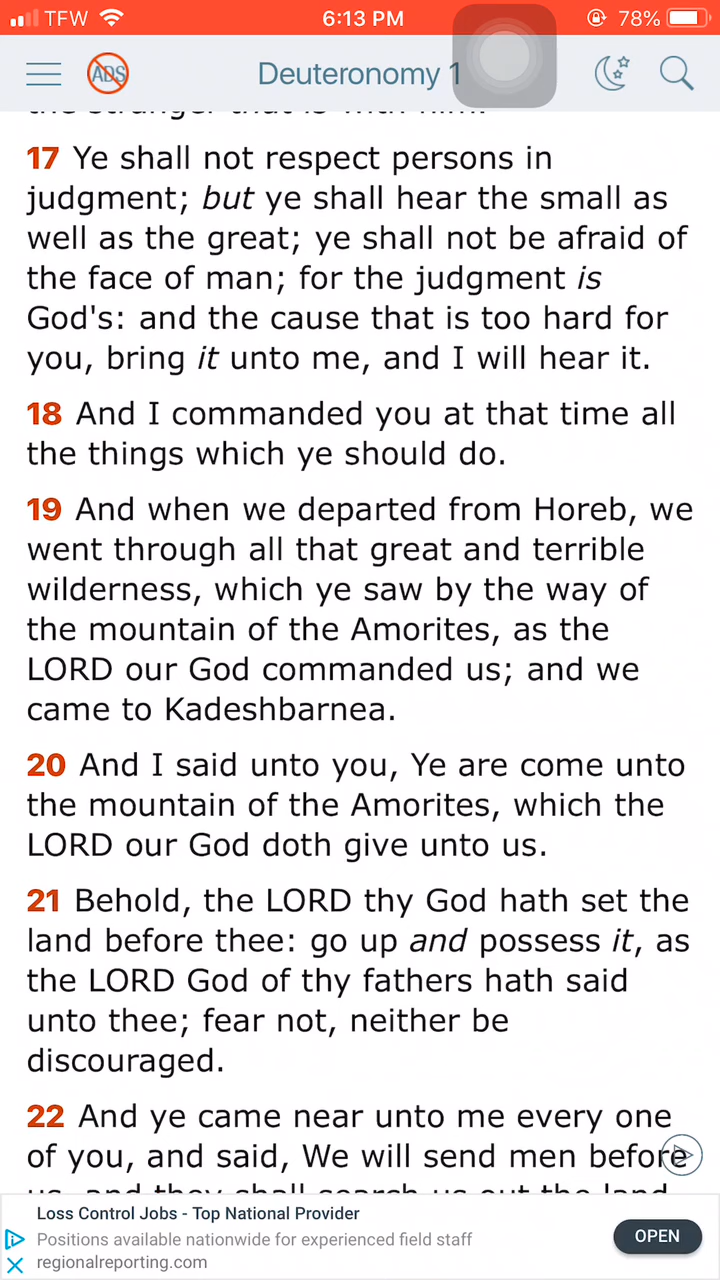 TFW 6:13 PM 78%
ADS Deuteronomy 1
17 Ye shall not respect persons in
judgment; but ye shall hear the small as
well as the great; ye shall not be afraid of
the face of man; for the judgment is
God's: and the cause that is too hard for
you, bring it unto me, and I will hear it.
18 And I commanded you at that time all
the things which ye should do.
19 And when we departed from Horeb, we
went through all that great and terrible
wilderness, which ye saw by the way of
the mountain of the Amorites, as the
LORD our God commanded us; and we
came to Kadeshbarnea.
20 And I said unto you, Ye are come unto
the mountain of the Amorites, which the
LORD our God doth give unto us.
21 Behold, the LORD thy God hath set the
land before thee: go up and possess it, as
the LORD God of thy fathers hath said
unto thee; fear not, neither be
discouraged.
22 And ye came near unto me every one
of you, and said, We will send men before
us, and they shall search us out the land,
Loss Control Jobs - Top National Provider
Positions available nationwide for experienced field staff
regionalreporting.com
OPEN